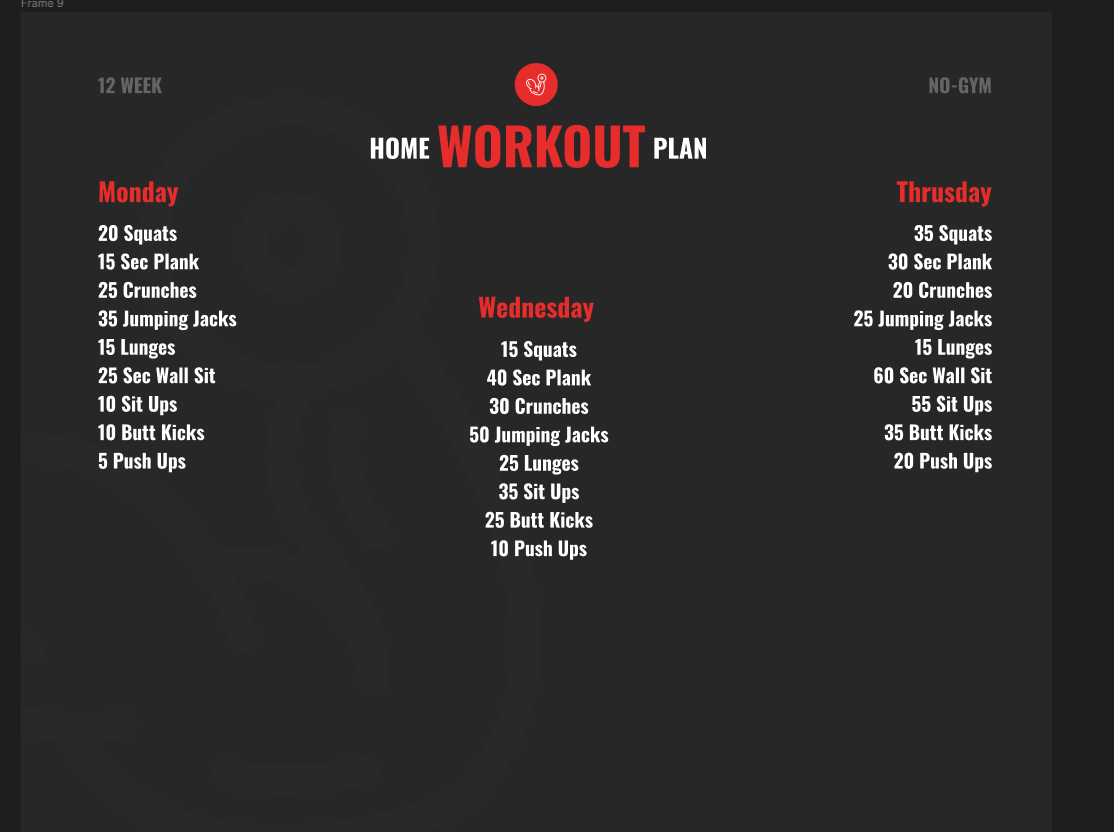 Frame 9
12 WEEK
NO-GYM
HOME WORKOUT PLAN
Monday
20 Squats
15 Sec Plank
25 Crunches
35 Jumping Jacks
15 Lunges
25 Sec Wall Sit
10 Sit Ups
10 Butt Kicks
5 Push Ups
Wednesday
15 Squats
40 Sec Plank
30 Crunches
50 Jumping Jacks
25 Lunges
35 Sit Ups
25 Butt Kicks
10 Push Ups
Thrusday
35 Squats
30 Sec Plank
20 Crunches
25 Jumping Jacks
15 Lunges
60 Sec Wall Sit
55 Sit Ups
35 Butt Kicks
20 Push Ups